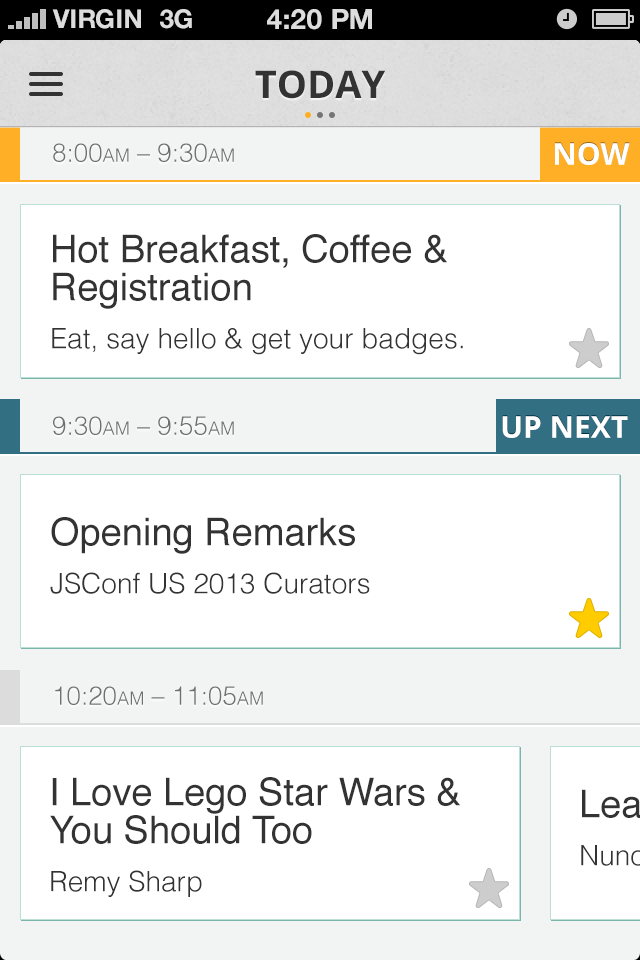 VIRGIN 3G 4:20 PM
TODAY
8:00AM – 9:30AM NOW
Hot Breakfast, Coffee &
Registration
Eat, say hello & get your badges.
9:30AM – 9:55AM UP NEXT
Opening Remarks
JSConf US 2013 Curators
10:20AM – 11:05AM
I Love Lego Star Wars &
You Should Too
Remy Sharp
Lea
Nunc